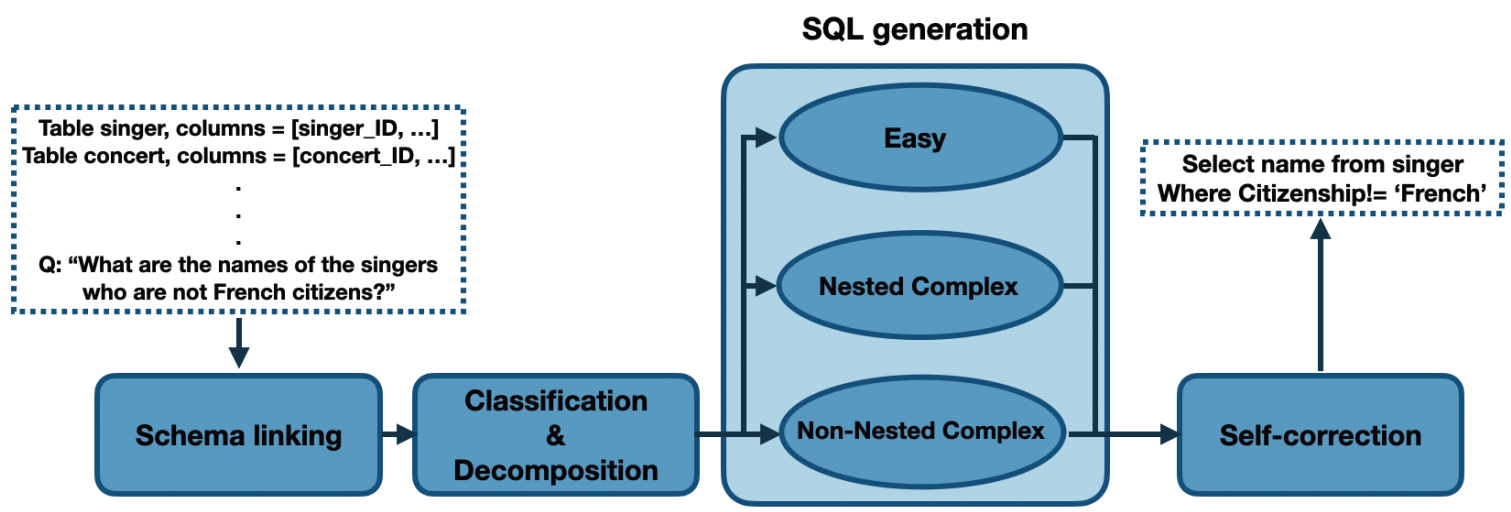 SQL generation
Table singer, columns = [singer_ID, ...]
Table concert, columns = [concert_ID, ...]
.
.
.
Q: “What are the names of the singers
who are not French citizens?”
Schema linking
Classification
&
Decomposition
Easy
Nested Complex
Non-Nested Complex
Self-correction
Select name from singer
Where Citizenship!= ‘French’